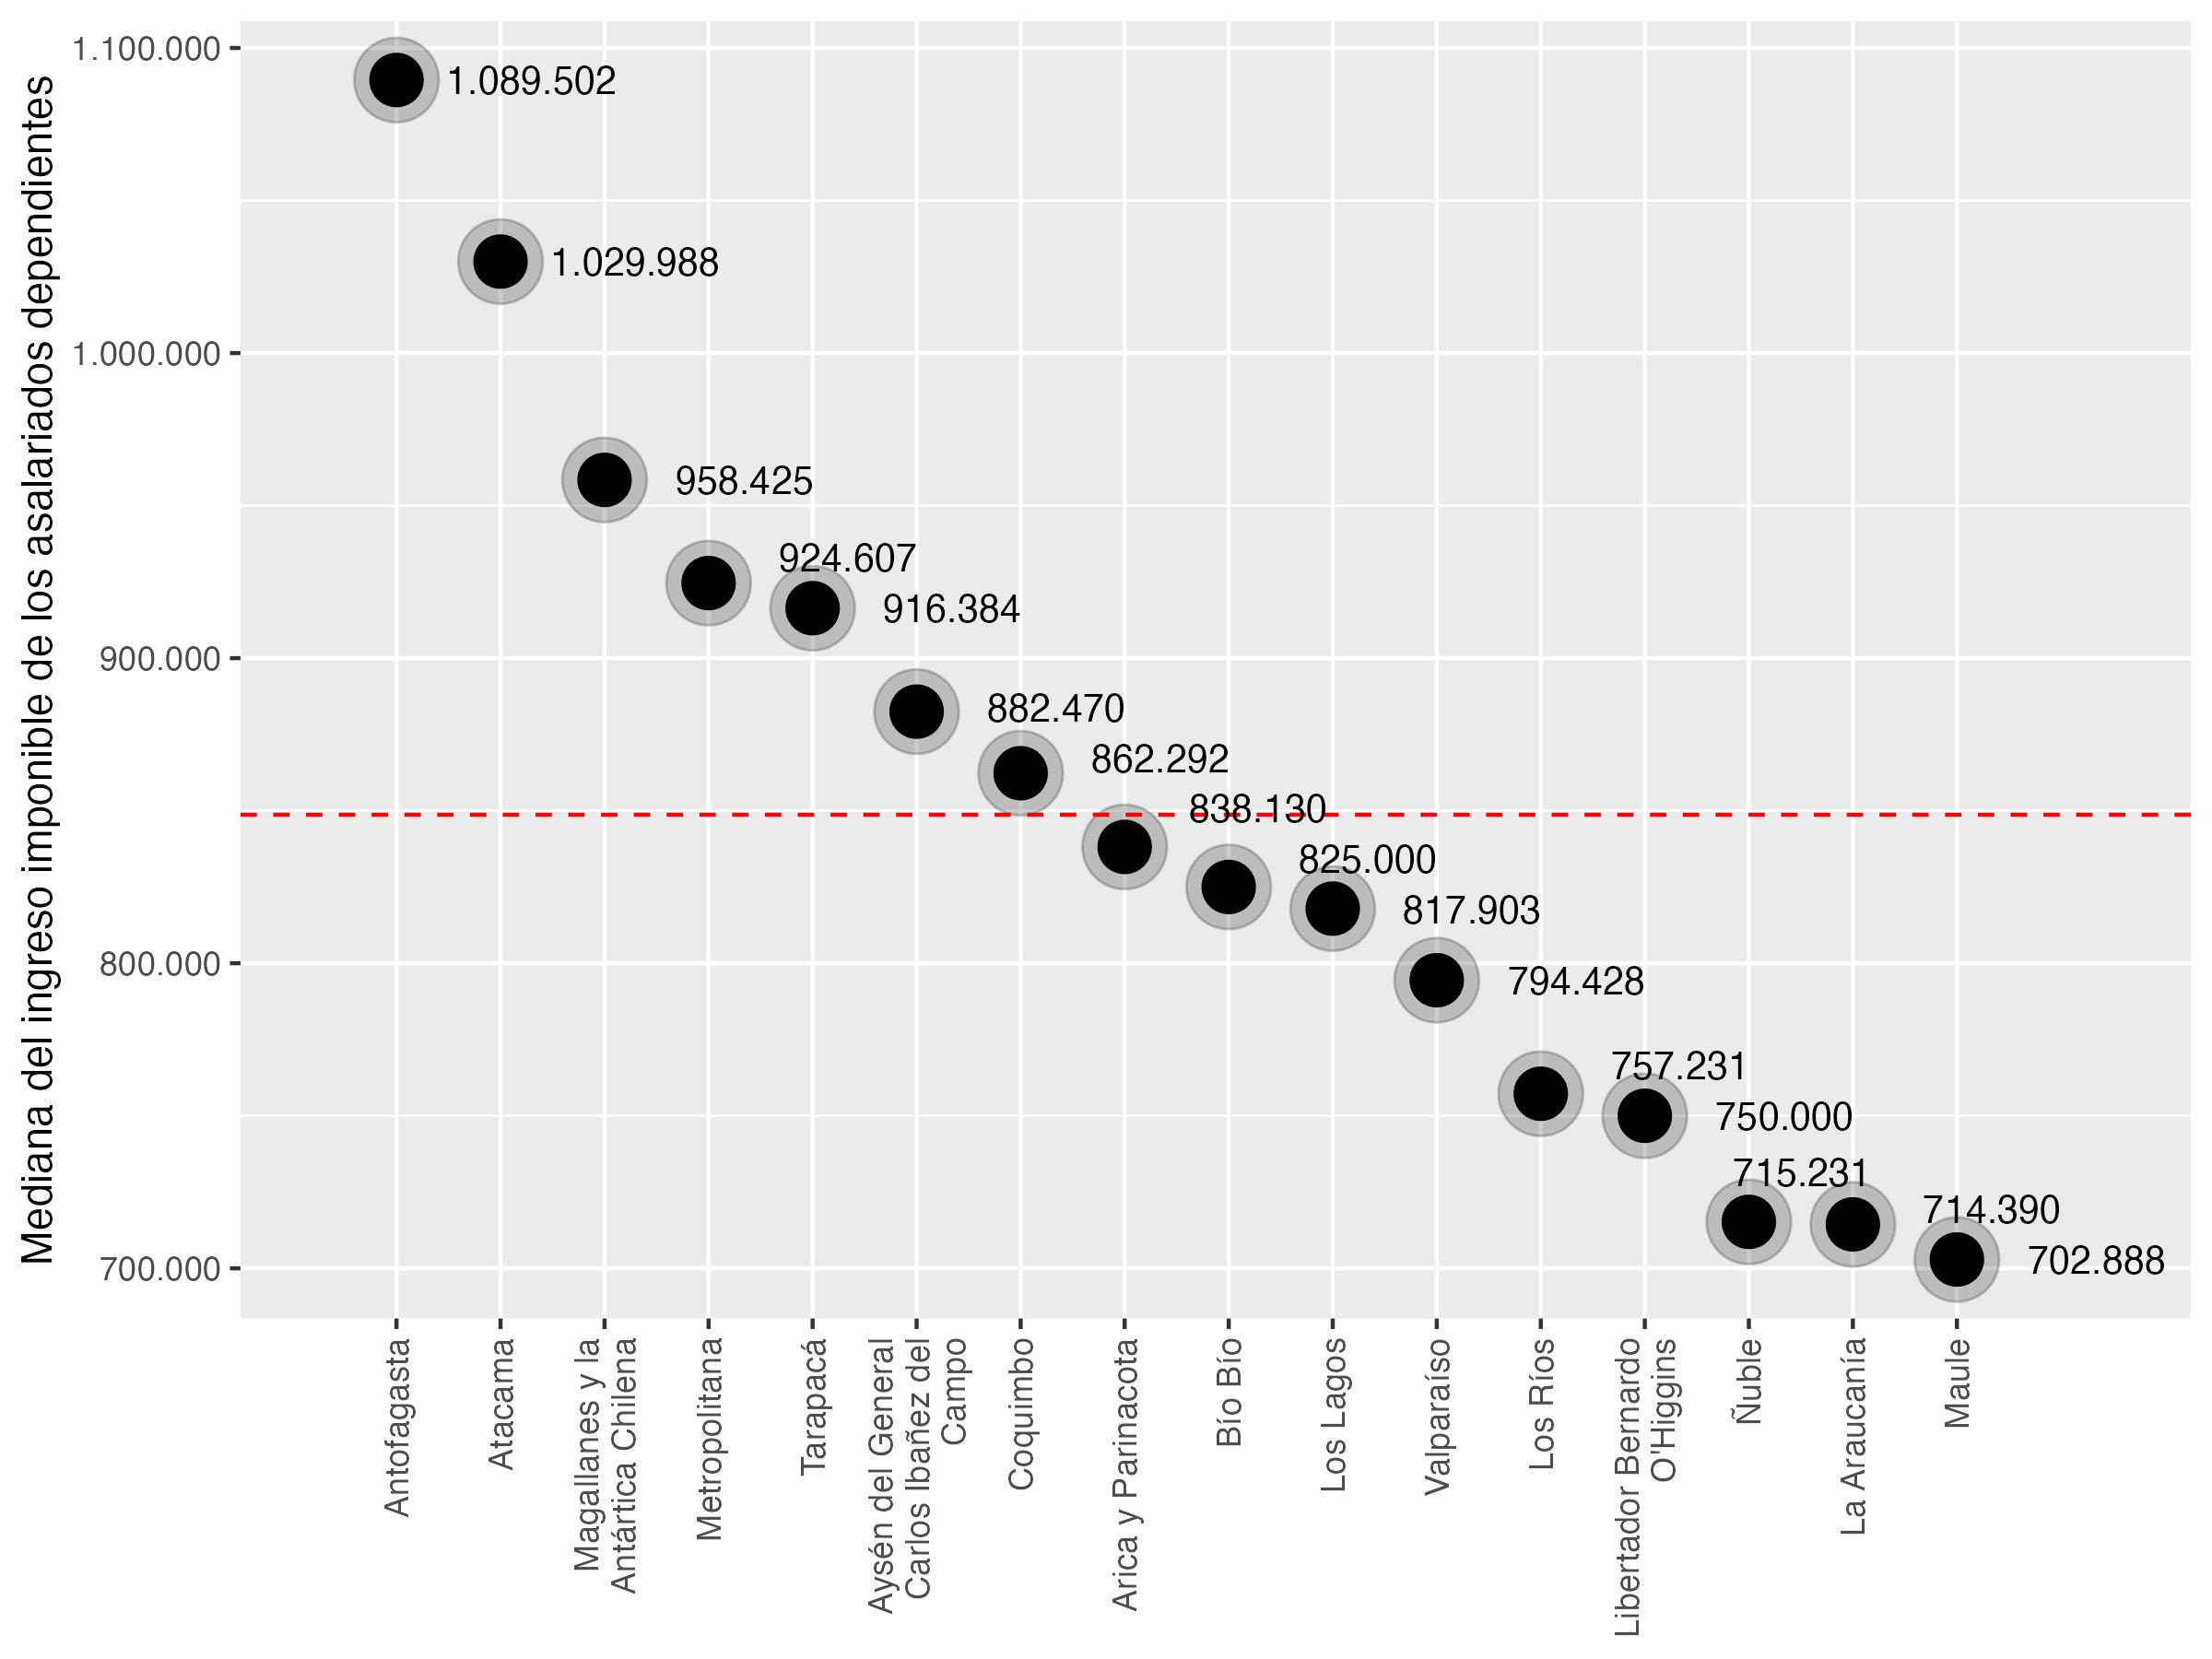 Mediana del ingreso imponible de los asalariados dependientes
1.100.000
1.000.000
900.000
800.000
700.000
1.089.502
1.029.988
958.425
924.607
916.384
882.470
862.292
838.130
825.000
817.903
794.428
757.231
750.000
715.231
714.390
702.888
Antofagasta
Atacama
Magallanes y la
Antártica Chilena
Metropolitana
Tarapacá
Aysén del General
Carlos Ibañez del
Campo
Coquimbo
Arica y Parinacota
Bío Bío
Los Lagos
Valparaíso
Los Ríos
Libertador Bernardo
O'Higgins
Ñuble
La Araucanía
Maule